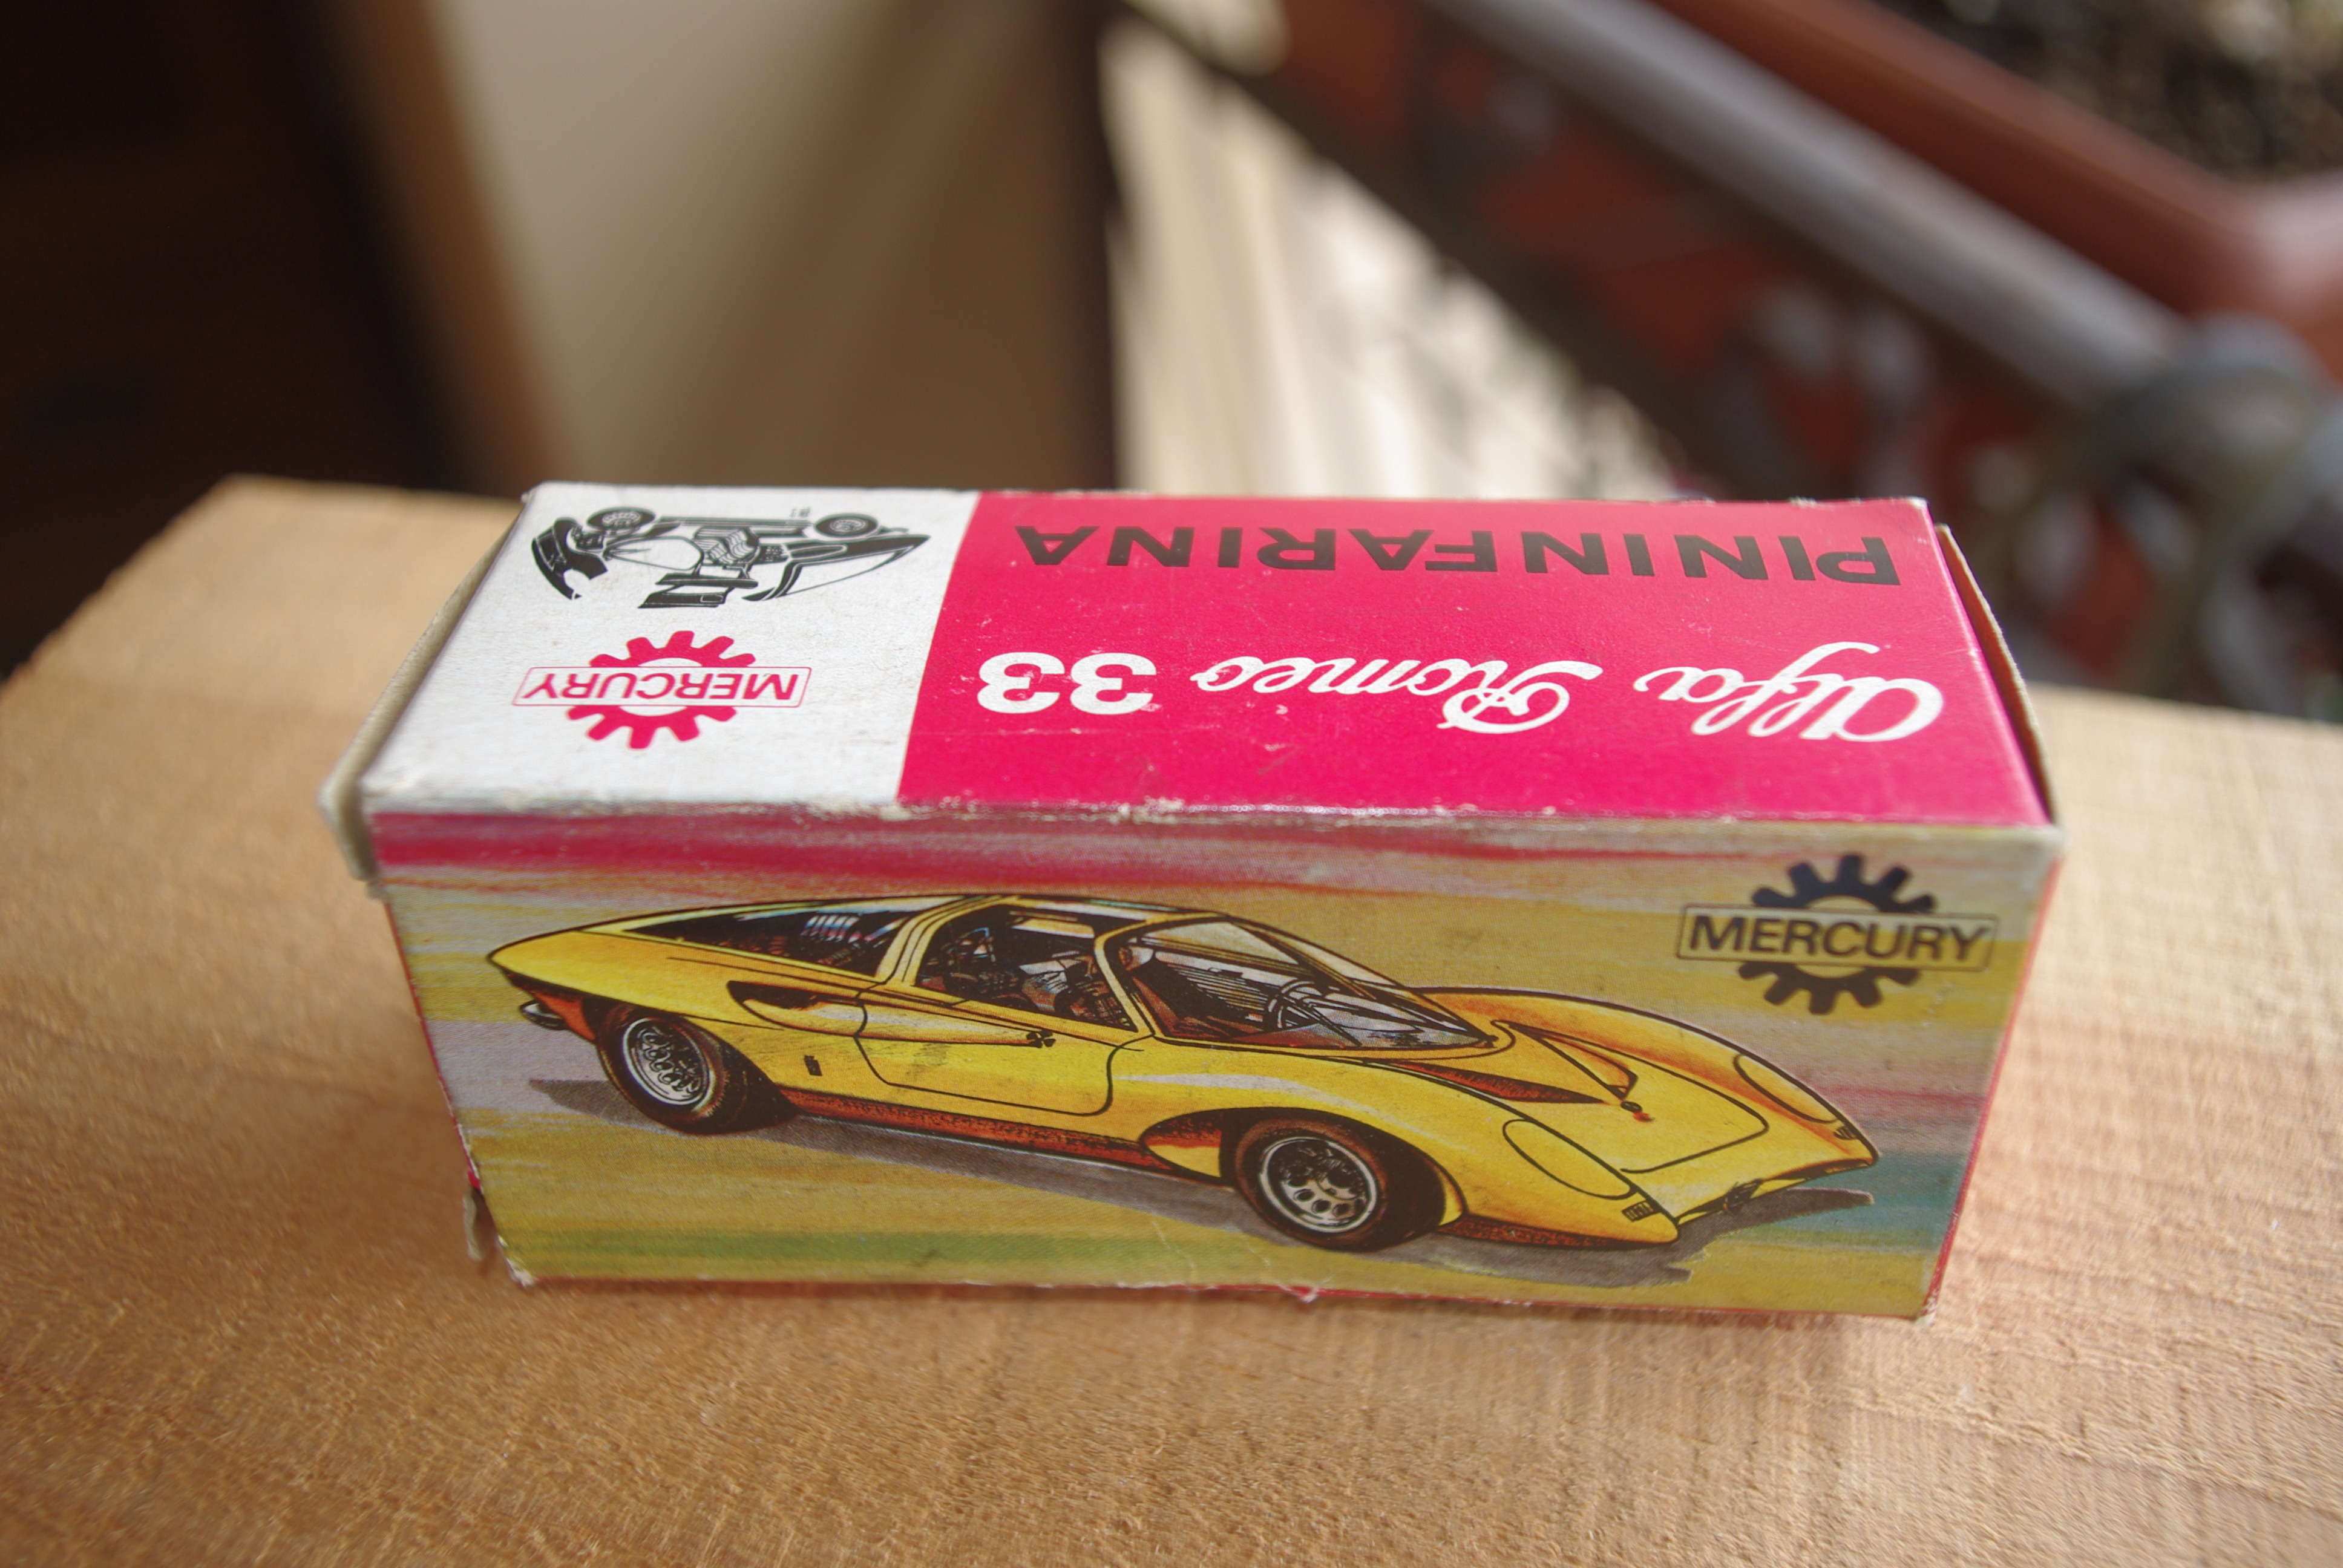 Alfa Romeo 33
PININFARINA
MERCURY
MERCURY